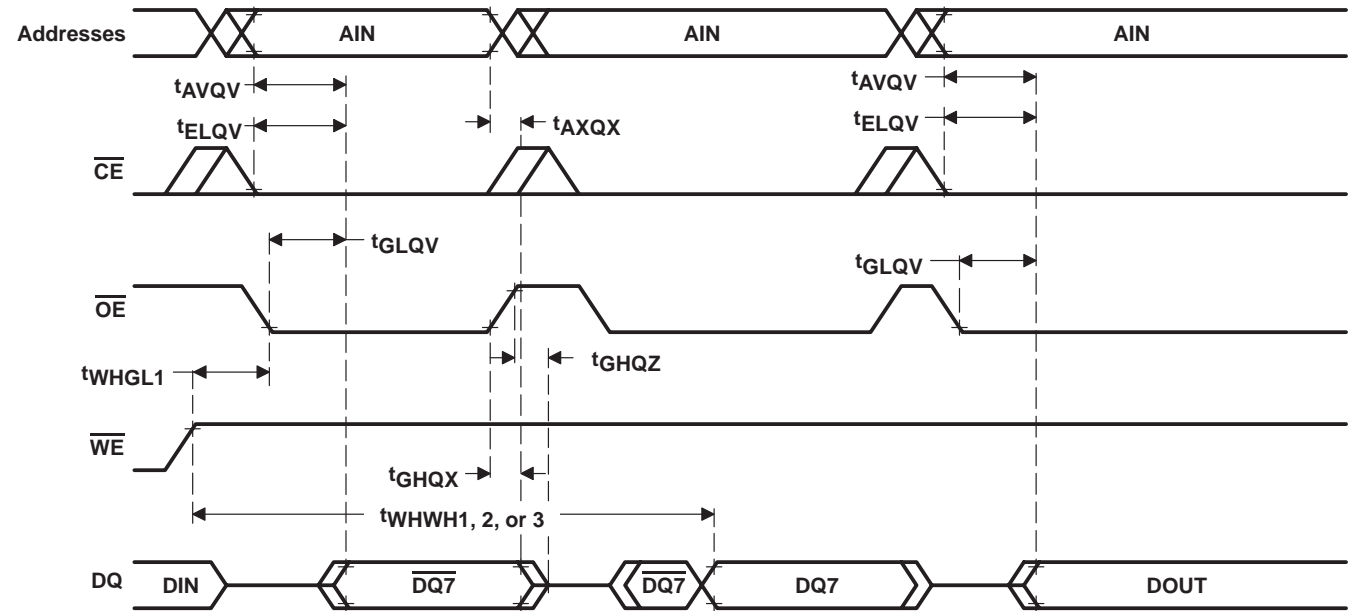 Addresses AIN AIN AIN
tAVQV tAVQV
tELQV tAXQX tELQV
CE
tGLQV tGLQV
OE
tWHGL1 tGHQZ
WE
tGHQX
tWHWH1, 2, or 3
DQ DIN DQ7 DQ7 DQ7 DOUT